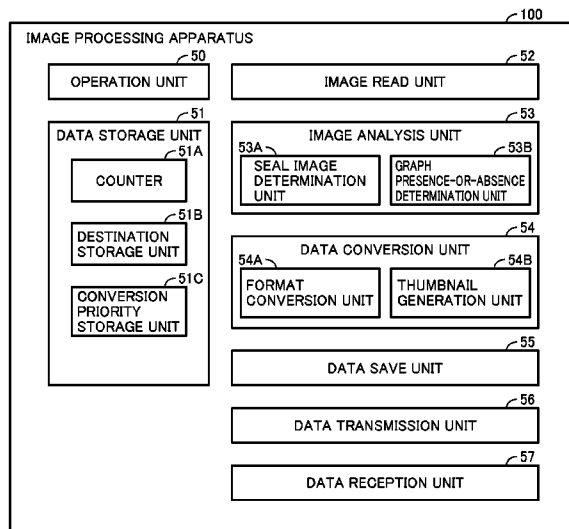 100
IMAGE PROCESSING APPARATUS
50
OPERATION UNIT
51
DATA STORAGE UNIT
51A
COUNTER
51B
DESTINATION
STORAGE UNIT
51C
CONVERSION
PRIORITY
STORAGE UNIT
52
IMAGE READ UNIT
53
IMAGE ANALYSIS UNIT
53A
SEAL IMAGE
DETERMINATION
UNIT
53B
GRAPH
PRESENCE-OR-ABSENCE
DETERMINATION UNIT
54
DATA CONVERSION UNIT
54A
FORMAT
CONVERSION UNIT
54B
THUMBNAIL
GENERATION UNIT
55
DATA SAVE UNIT
56
DATA TRANSMISSION UNIT
57
DATA RECEPTION UNIT